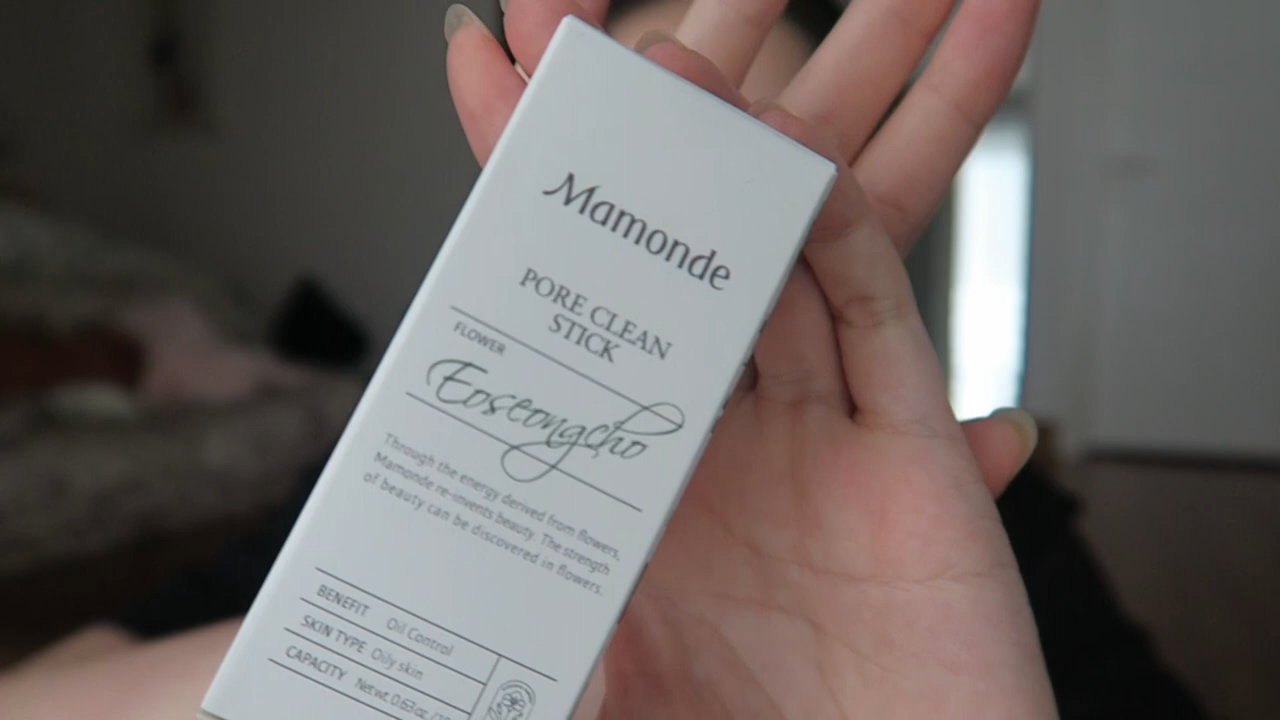 Mamonde
PORE CLEAN
STICK
FLOWER
Eoseongcho
Through the energy derived from flowers,
Mamonde re-invents beauty. The strength
of beauty can be discovered in flowers.
BENEFIT Oil Control
SKIN TYPE Oily skin
CAPACITY Net wt. 0.63 oz.